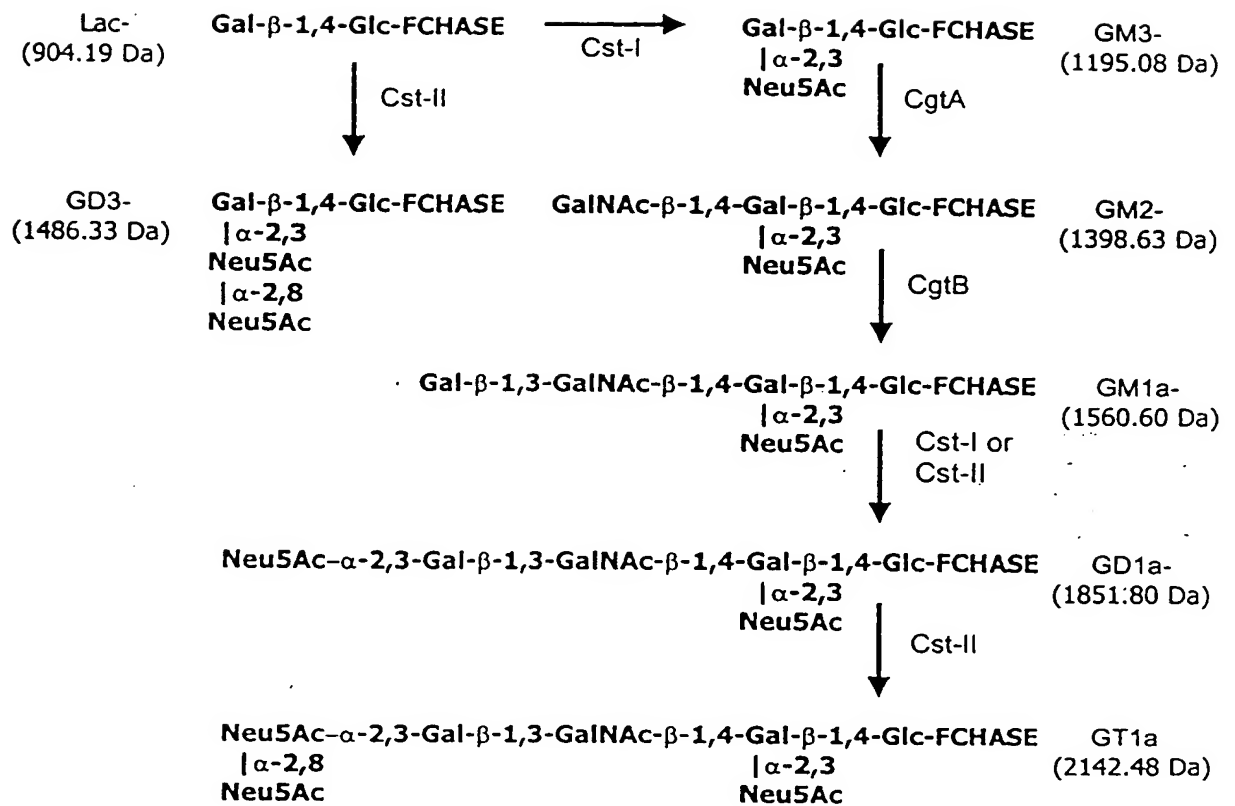 Lac-
(904.19 Da)
Gal-β-1,4-Glc-FCHASE
Cst-I
Gal-β-1,4-Glc-FCHASE
|α-2,3
Neu5Ac
GM3-
(1195.08 Da)
Cst-II
CgtA
GD3-
(1486.33 Da)
Gal-β-1,4-Glc-FCHASE
|α-2,3
Neu5Ac
|α-2,8
Neu5Ac
GalNAc-β-1,4-Gal-β-1,4-Glc-FCHASE
|α-2,3
Neu5Ac
GM2-
(1398.63 Da)
CgtB
Gal-β-1,3-GalNAc-β-1,4-Gal-β-1,4-Glc-FCHASE
|α-2,3
Neu5Ac
GM1a-
(1560.60 Da)
Cst-I or
Cst-II
Neu5Ac-α-2,3-Gal-β-1,3-GalNAc-β-1,4-Gal-β-1,4-Glc-FCHASE
|α-2,3
Neu5Ac
GD1a-
(1851.80 Da)
Cst-II
Neu5Ac-α-2,3-Gal-β-1,3-GalNAc-β-1,4-Gal-β-1,4-Glc-FCHASE
|α-2,8
Neu5Ac
|α-2,3
Neu5Ac
GT1a
(2142.48 Da)